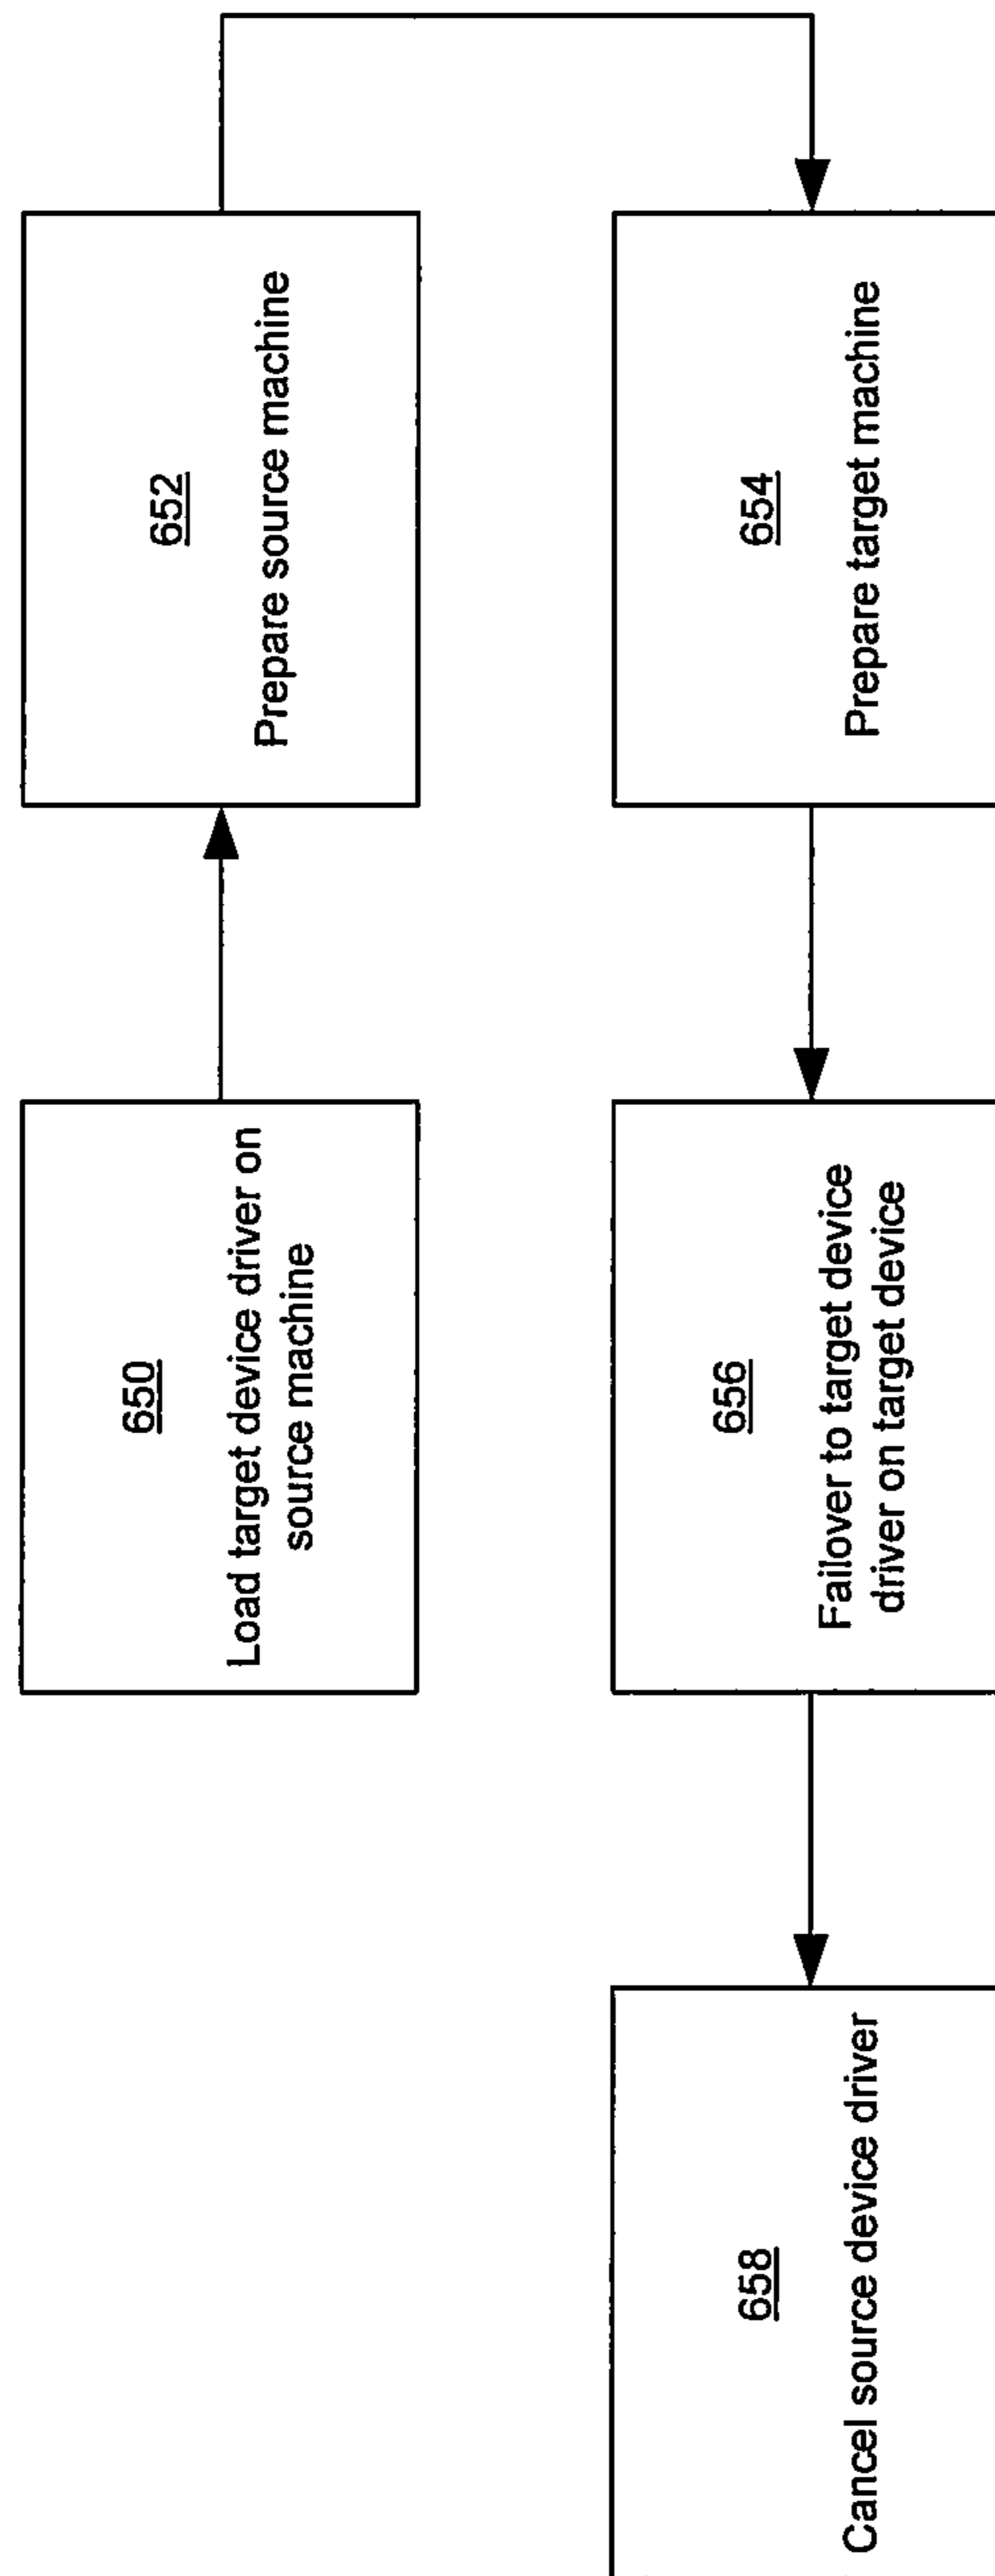 650
Load target device driver on
source machine
652
Prepare source machine
654
Prepare target machine
656
Failover to target device
driver on target device
658
Cancel source device driver